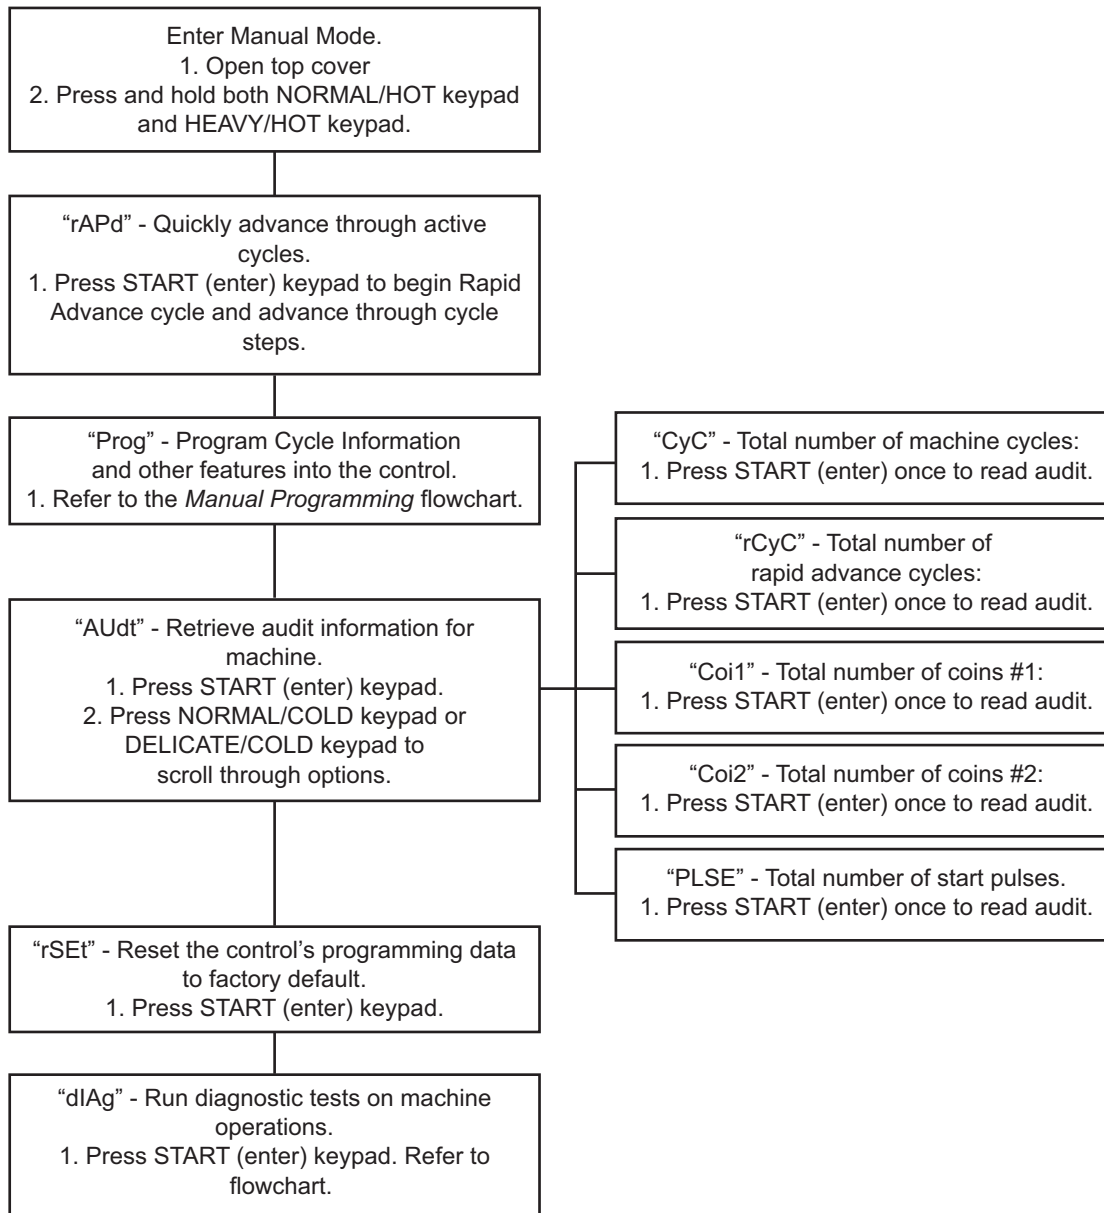 Enter Manual Mode.
1. Open top cover
2. Press and hold both NORMAL/HOT keypad
and HEAVY/HOT keypad.
“rAPd” - Quickly advance through active
cycles.
1. Press START (enter) keypad to begin Rapid
Advance cycle and advance through cycle
steps.
“Prog” - Program Cycle Information
and other features into the control.
1. Refer to the Manual Programming flowchart.
“AUdt” - Retrieve audit information for
machine.
1. Press START (enter) keypad.
2. Press NORMAL/COLD keypad or
DELICATE/COLD keypad to
scroll through options.
“CyC” - Total number of machine cycles:
1. Press START (enter) once to read audit.
“rCyC” - Total number of
rapid advance cycles:
1. Press START (enter) once to read audit.
“Coi1” - Total number of coins #1:
1. Press START (enter) once to read audit.
“Coi2” - Total number of coins #2:
1. Press START (enter) once to read audit.
“PLSE” - Total number of start pulses.
1. Press START (enter) once to read audit.
“rSEt” - Reset the control’s programming data
to factory default.
1. Press START (enter) keypad.
“dIAg” - Run diagnostic tests on machine
operations.
1. Press START (enter) keypad. Refer to
flowchart.